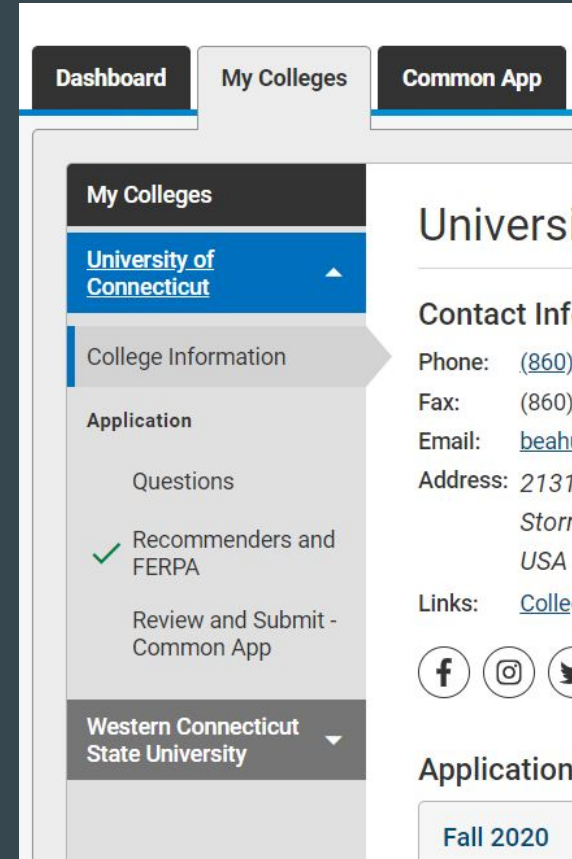 Dashboard
My Colleges
Common App
My Colleges
University of
Connecticut
College Information
Application
Questions
Recommenders and
FERPA
Review and Submit -
Common App
Western Connecticut
State University
Contact
Phone: (860)
Fax: (860)
Email:
Address: 2131
USA
Links:
Application
Fall 2020